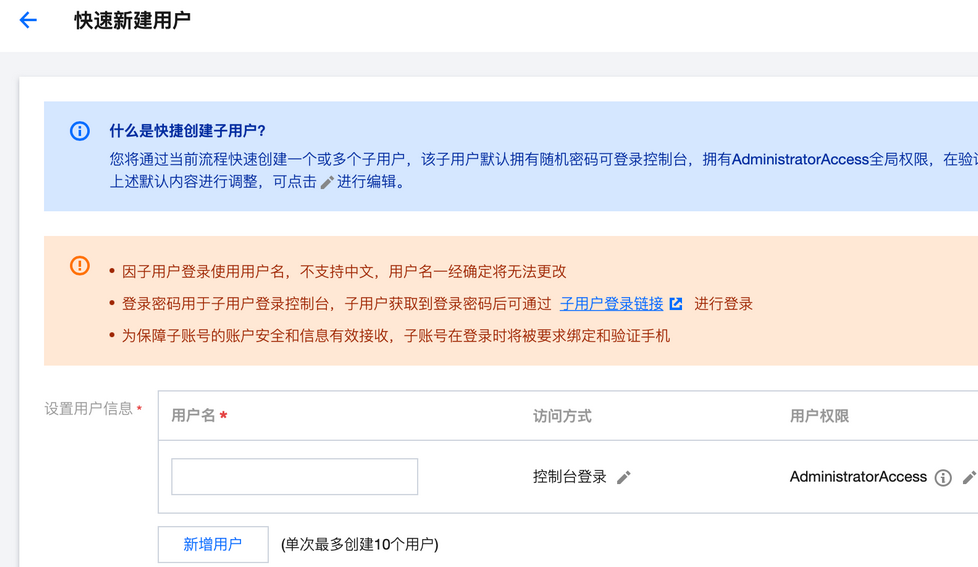 快速新建用户
什么是快捷创建子用户?
您将通过当前流程快速创建一个或多个子用户，该子用户默认拥有随机密码可登录控制台，拥有AdministratorAccess全局权限，在验
上述默认内容进行调整，可点击 进行编辑。
• 因子用户登录使用用户名，不支持中文，用户名一经确定将无法更改
• 登录密码用于子用户登录控制台，子用户获取到登录密码后可通过 子用户登录链接 进行登录
• 为保障子账号的账户安全和信息有效接收，子账号在登录时将被要求绑定和验证手机
设置用户信息 *
用户名 * 访问方式 用户权限
控制台登录 AdministratorAccess
新增用户 (单次最多创建10个用户)